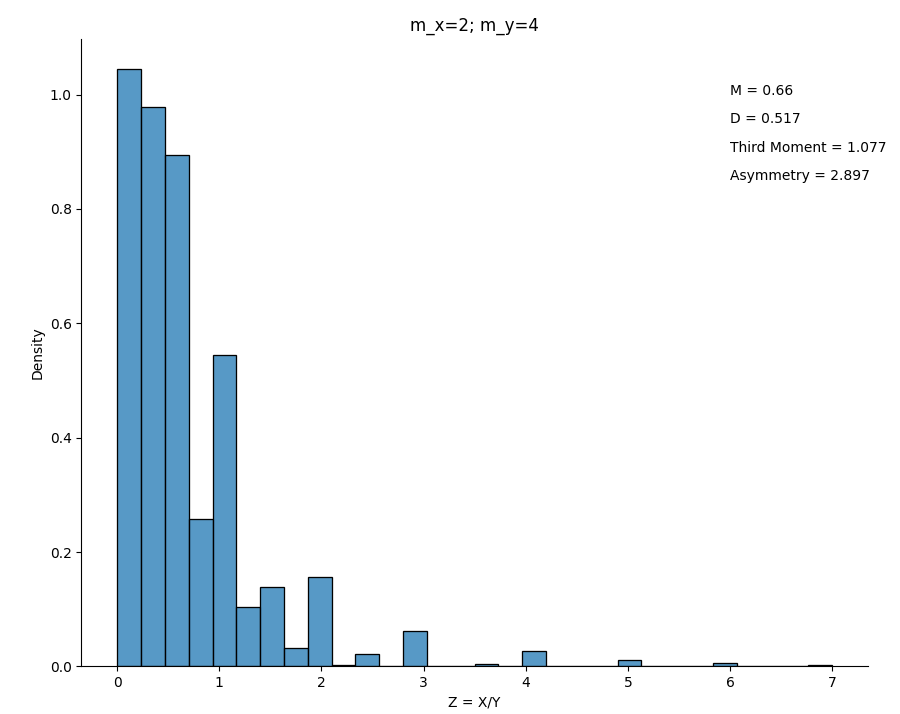 m_x=2; m_y=4
M = 0.66
D = 0.517
Third Moment = 1.077
Asymmetry = 2.897
1.0
0.8
0.6
0.4
0.2
0.0
Density
0 1 2 3 4 5 6 7
Z = X/Y